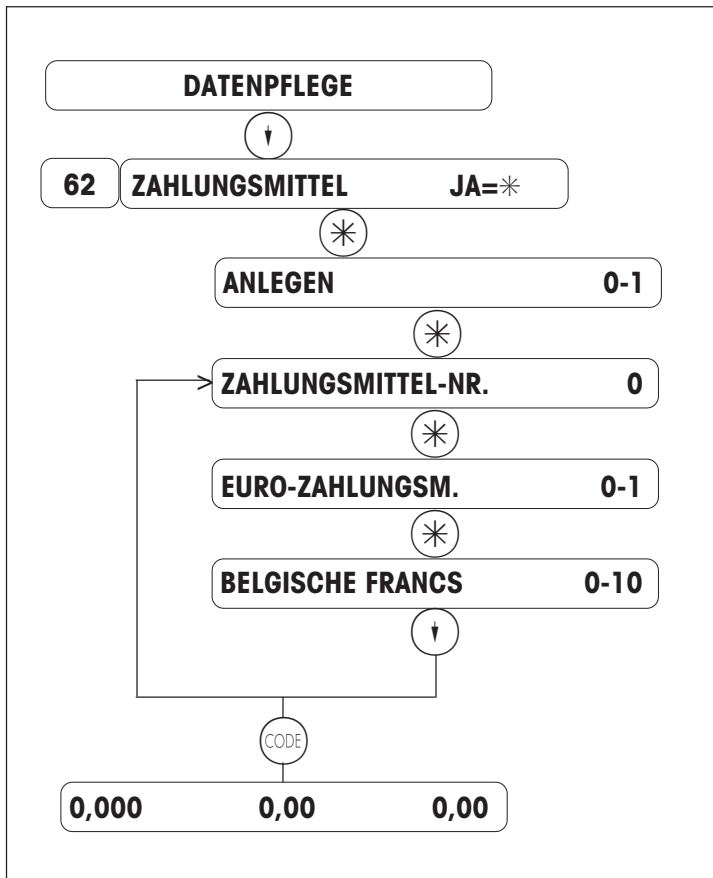 DATENPFLEGE
62 ZAHLUNGSMITTEL JA=✳
ANLEGEN 0-1
ZAHLUNGSMITTEL-NR. 0
EURO-ZAHLUNGSM. 0-1
BELGISCHE FRANCS 0-10
CODE
0,000 0,00 0,00